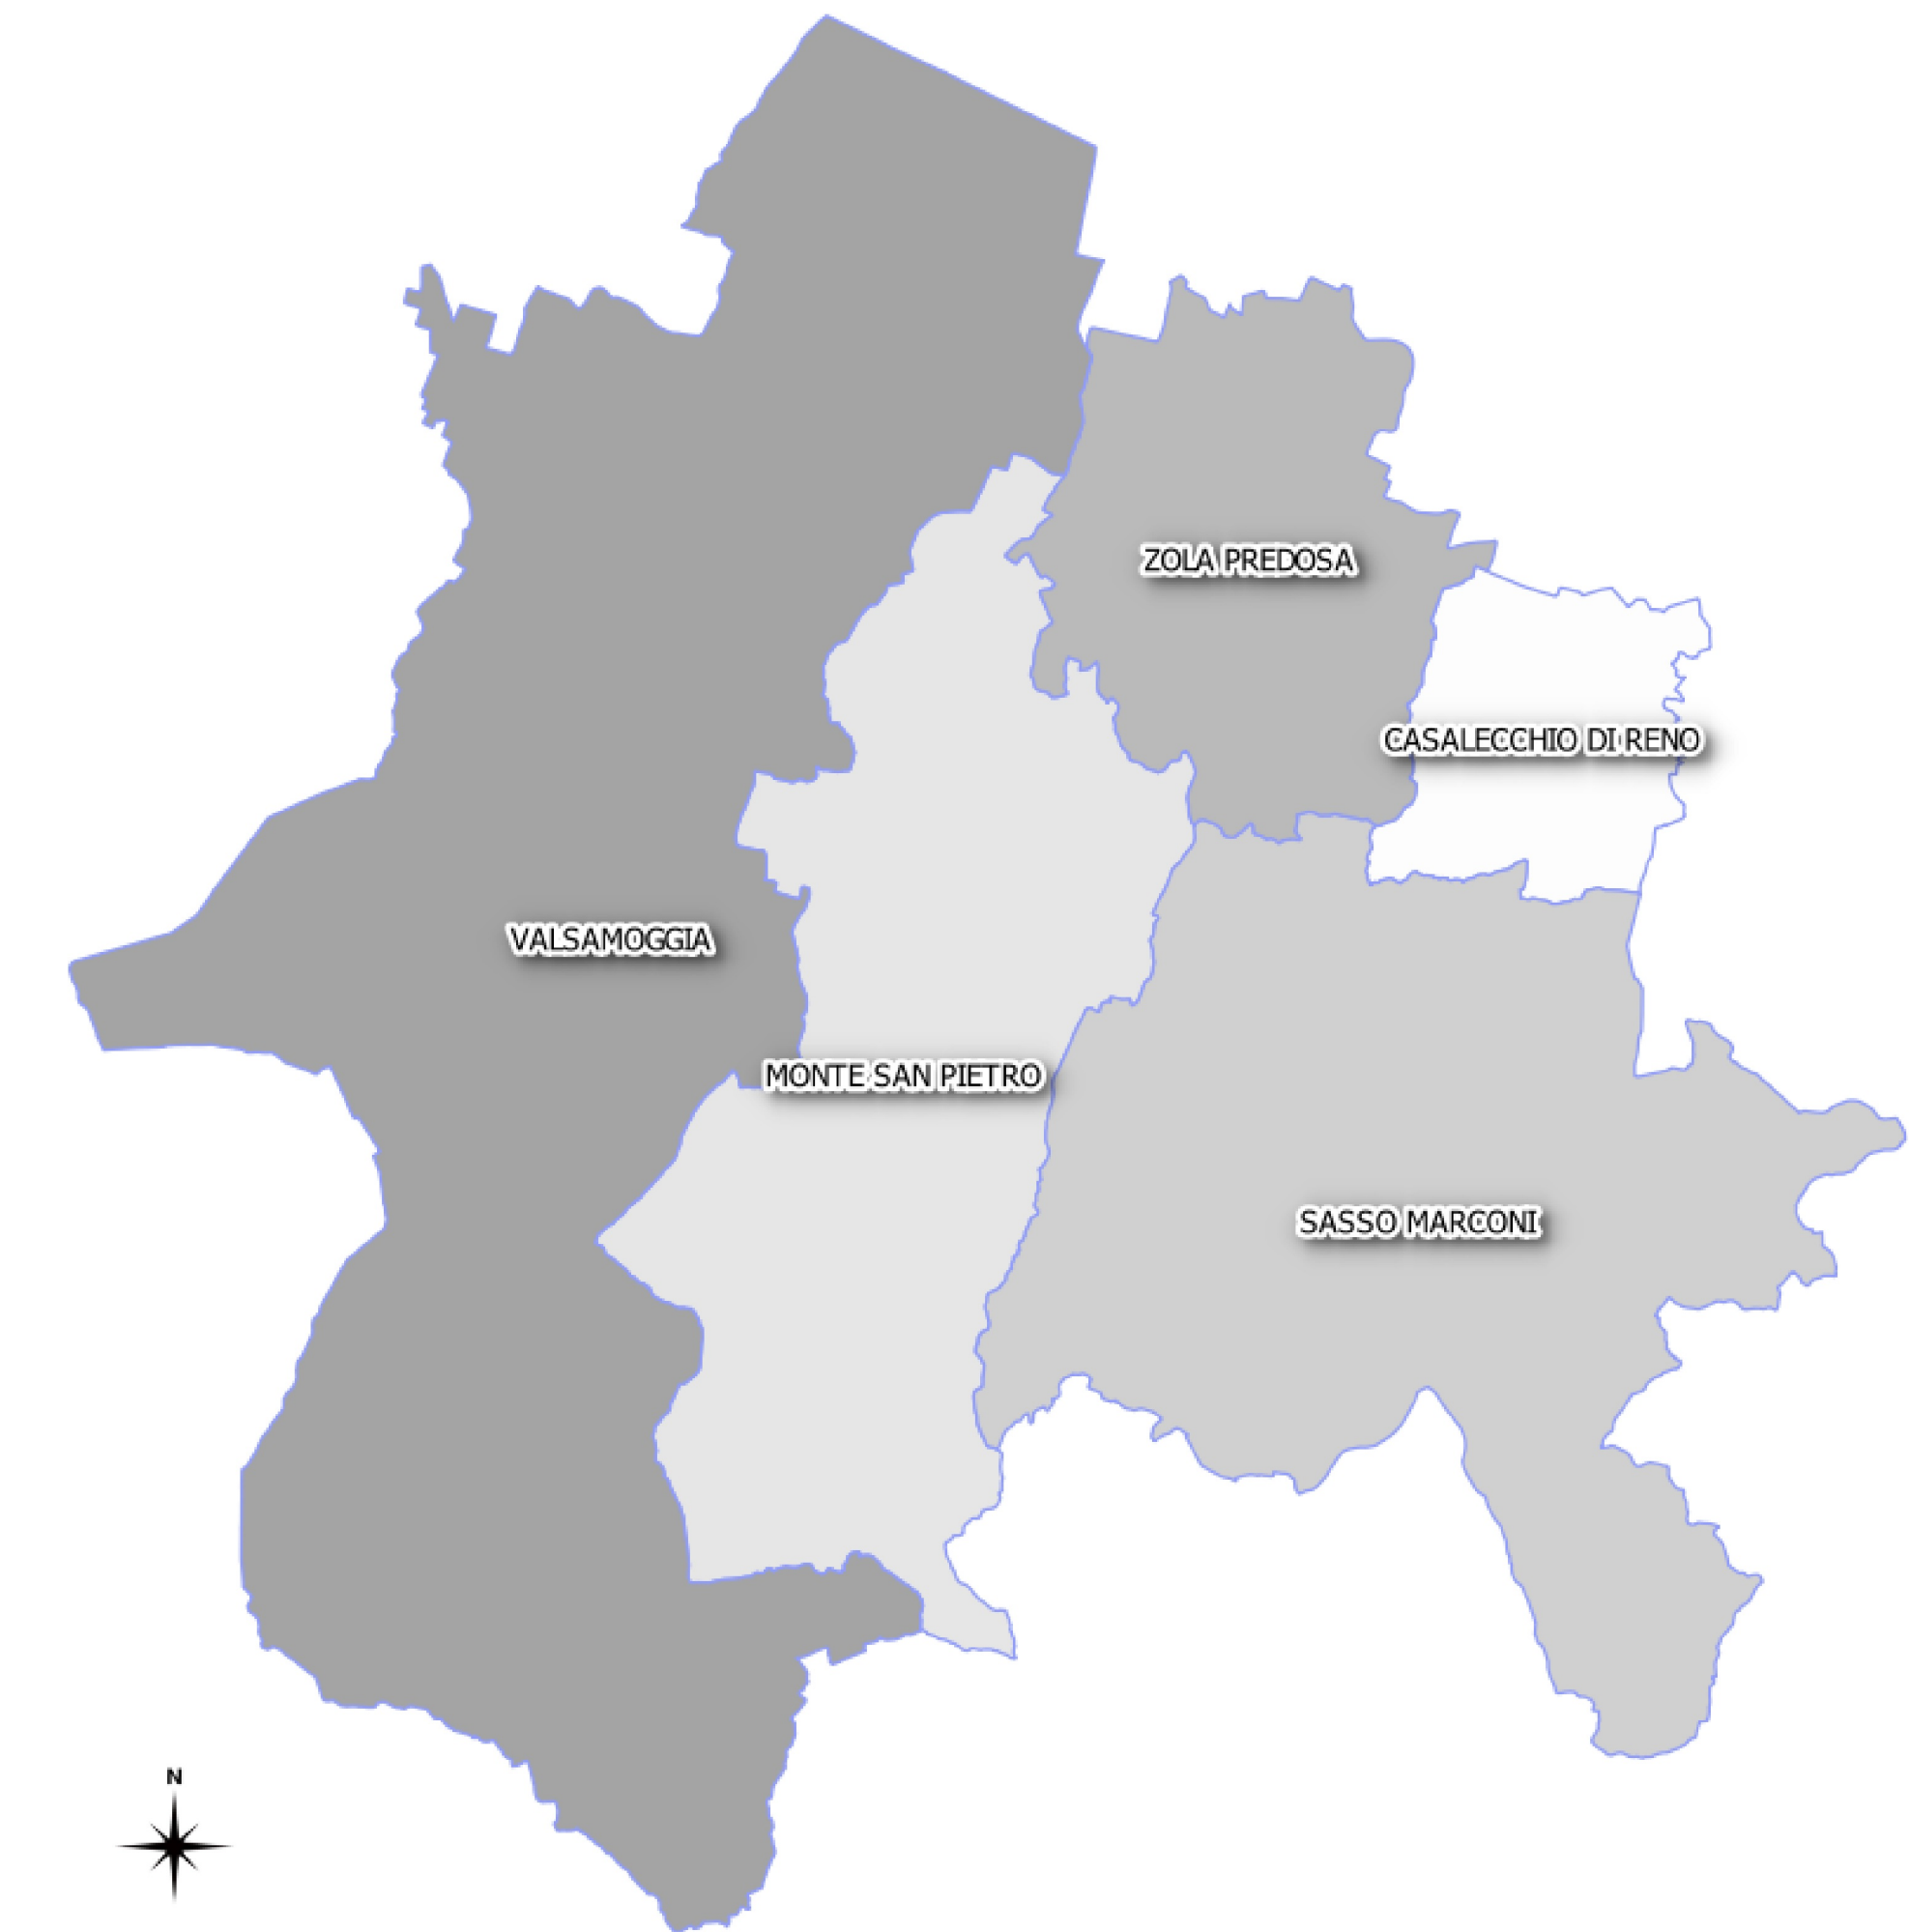 ZOLA PREDOSA
CASALECCHIO DI RENO
VALSAMOGGIA
MONTE SAN PIETRO
SASSO MARCONI
N